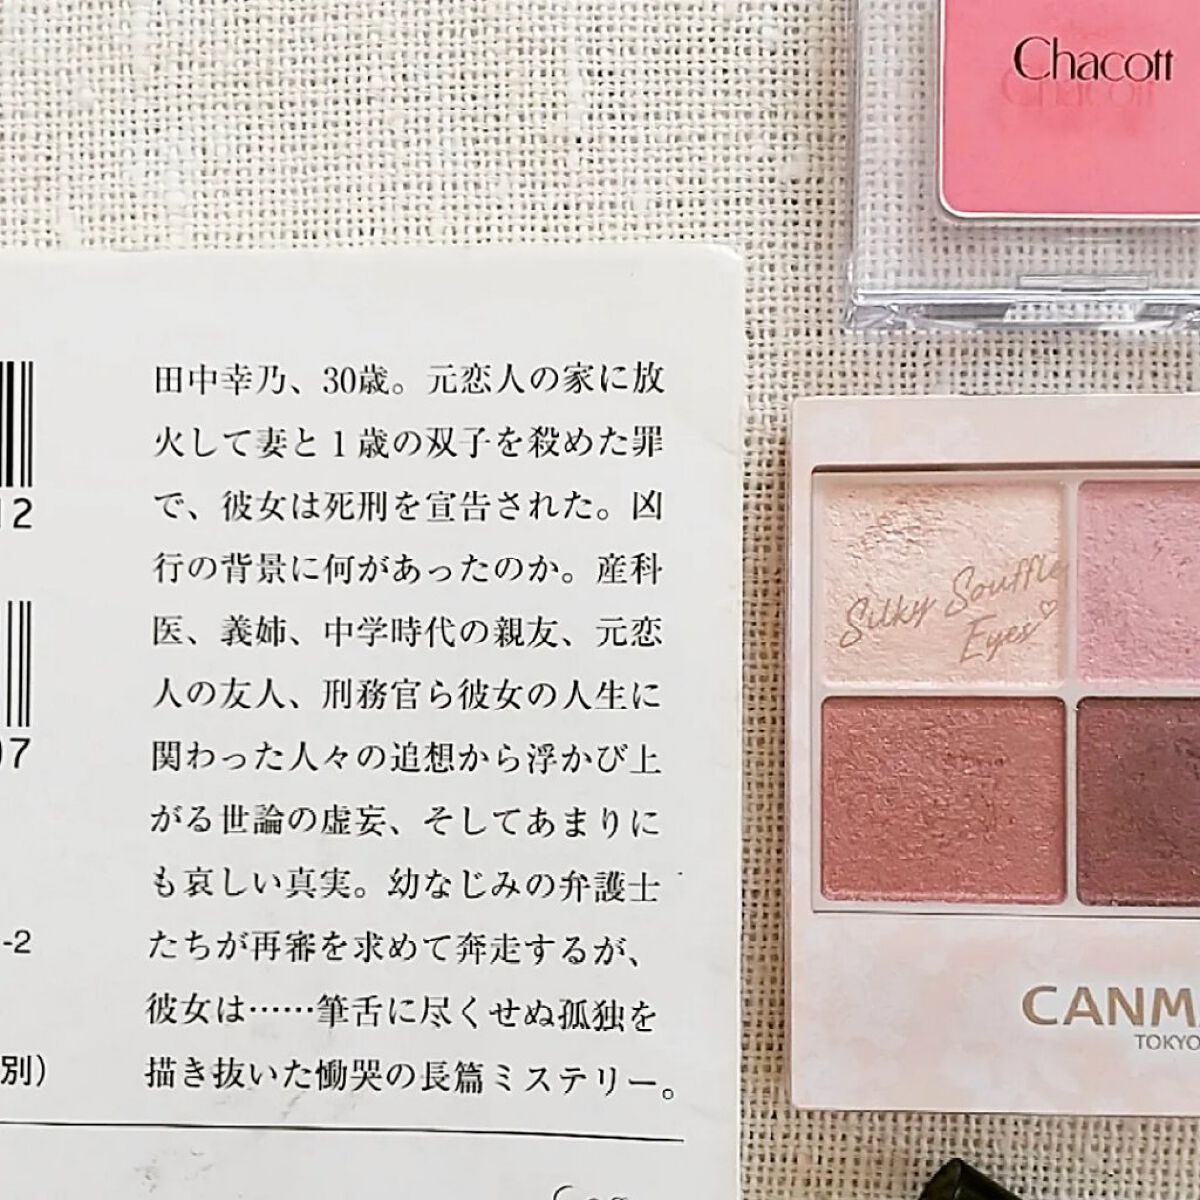 Chacott
田中幸乃、30歳。元恋人の家に放
火して妻と1歳の双子を殺めた罪
で、彼女は死刑を宣告された。凶
行の背景に何があったのか。産科
医、義姉、中学時代の親友、元恋
人の友人、刑務官ら彼女の人生に
関わった人々の追想から浮かび上
がる世論の虚妄、そしてあまりに
も哀しい真実。幼なじみの弁護士
たちが再審を求めて奔走するが、
彼女は……筆舌に尽くせぬ孤独を
描き抜いた慟哭の長篇ミステリー。
12
07
-2
別)
Silky Souffle
Eyes♡
CANM
TOKYO